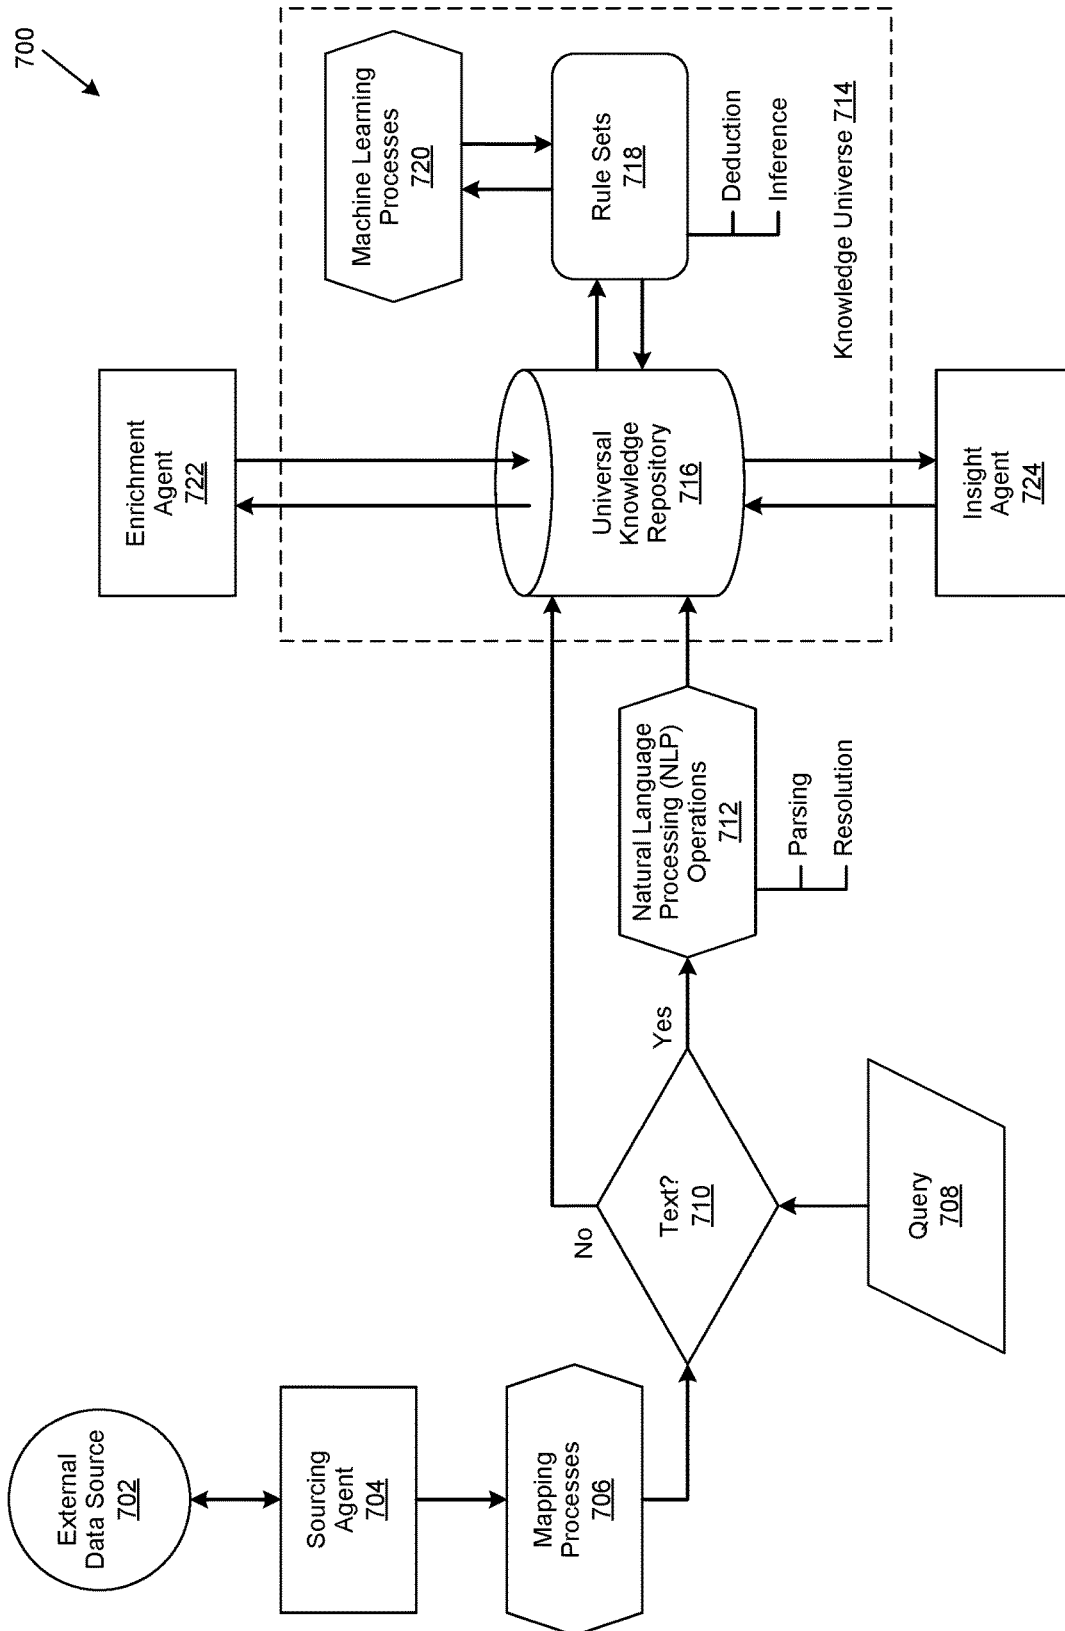 700
External
Data Source
702
Sourcing
Agent
704
Mapping
Processes
706
Query
708
No
Text?
710
Yes
Natural Language
Processing (NLP)
Operations
712
Parsing
Resolution
Enrichment
Agent
722
Universal
Knowledge
Repository
716
Insight
Agent
724
Machine Learning
Processes
720
Rule Sets
718
Deduction
Inference
Knowledge Universe 714